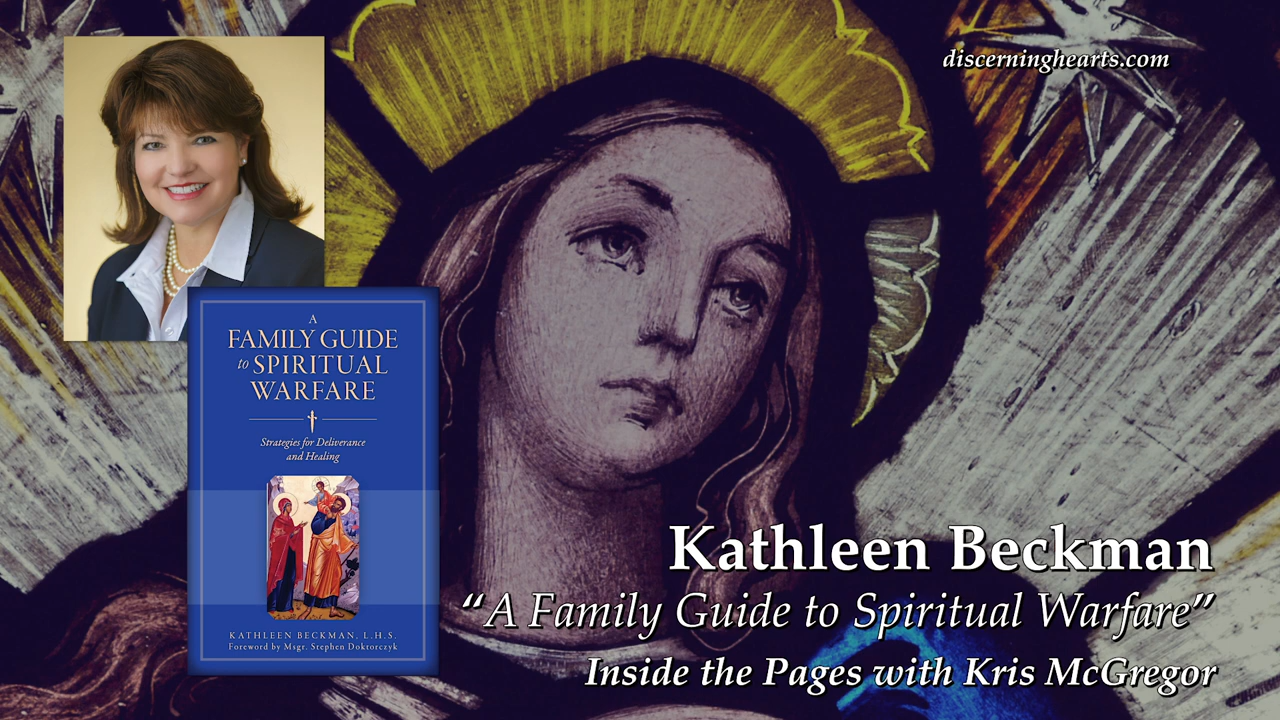 discerninghearts.com
A
FAMILY GUIDE
to SPIRITUAL
WARFARE
Strategies for Deliverance
and Healing
KATHLEEN BECKMAN, L.H.S.
Foreword by Msgr. Stephen Doktorczyk
Kathleen Beckman
“A Family Guide to Spiritual Warfare”
Inside the Pages with Kris McGregor